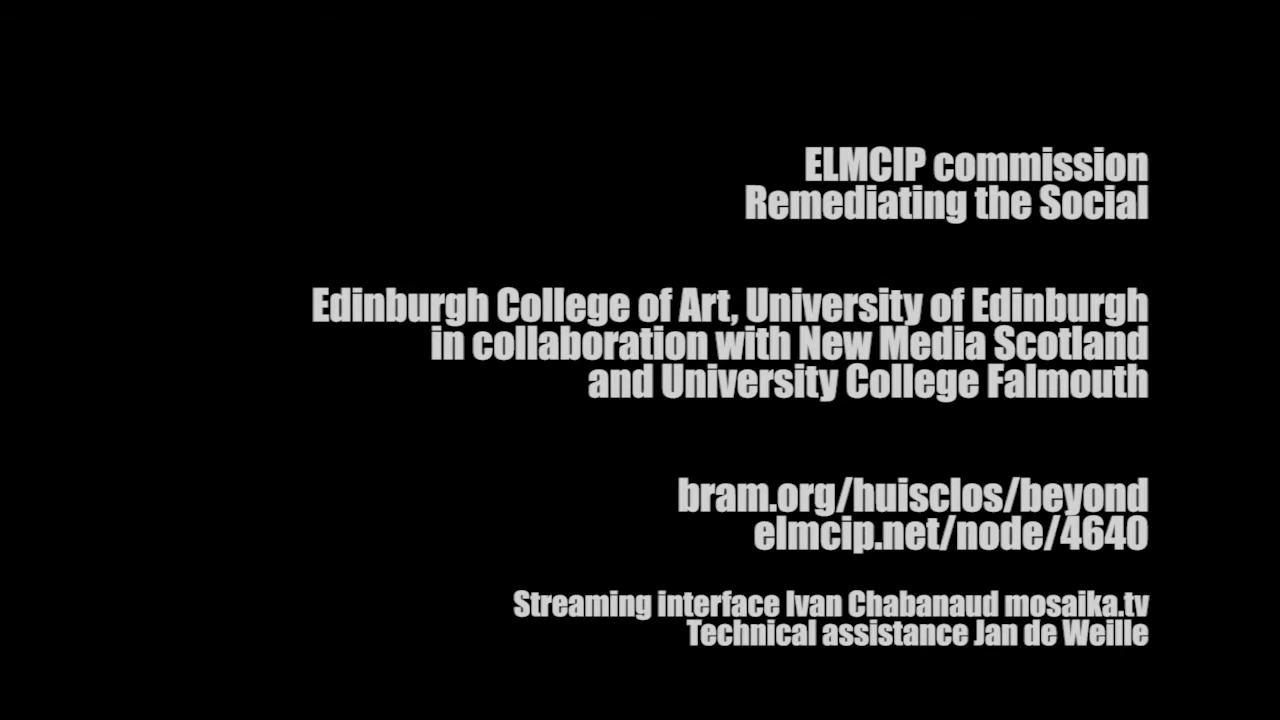 ELMCIP commission
Remediating the Social
Edinburgh College of Art, University of Edinburgh
in collaboration with New Media Scotland
and University College Falmouth
bram.org/huisclos/beyond
elmcip.net/node/4640
Streaming interface Ivan Chabanaud mosaika.tv
Technical assistance Jan de Weille